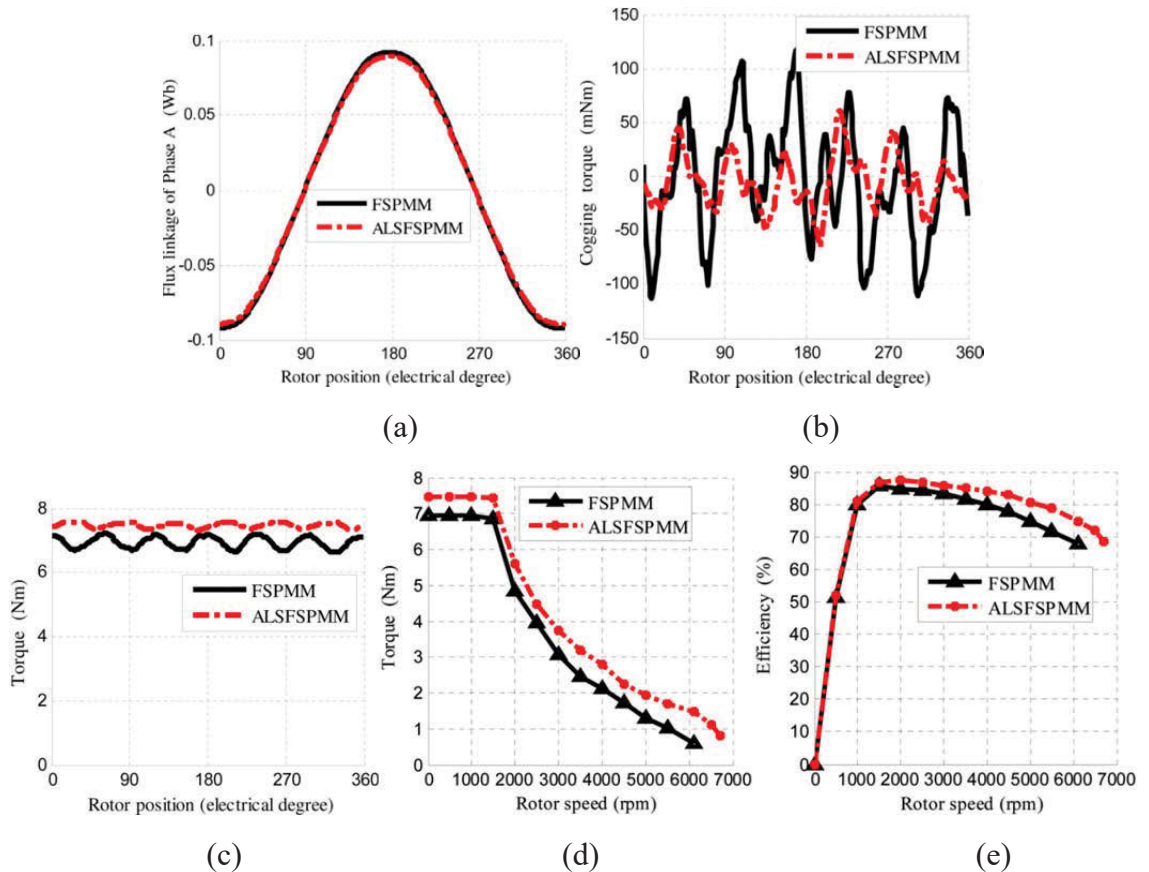 0.1
0.05
0
-0.05
-0.1
Flux linkage of Phase A (Wb)
FSPMM
ALSFSPMM
0 90 180 270 360
Rotor position (electrical degree)
(a)
150
100
50
0
-50
-100
-150
Cogging torque (mNm)
FSPMM
ALSFSPMM
0 90 180 270 360
Rotor position (electrical degree)
(b)
8
6
4
2
0
Torque (Nm)
FSPMM
ALSFSPMM
0 90 180 270 360
Rotor position (electrical degree)
(c)
8
7
6
5
4
3
2
1
0
Torque (Nm)
FSPMM
ALSFSPMM
0 1000 2000 3000 4000 5000 6000 7000
Rotor speed (rpm)
(d)
90
80
70
60
50
40
30
20
10
0
Efficiency (%)
FSPMM
ALSFSPMM
0 1000 2000 3000 4000 5000 6000 7000
Rotor speed (rpm)
(e)